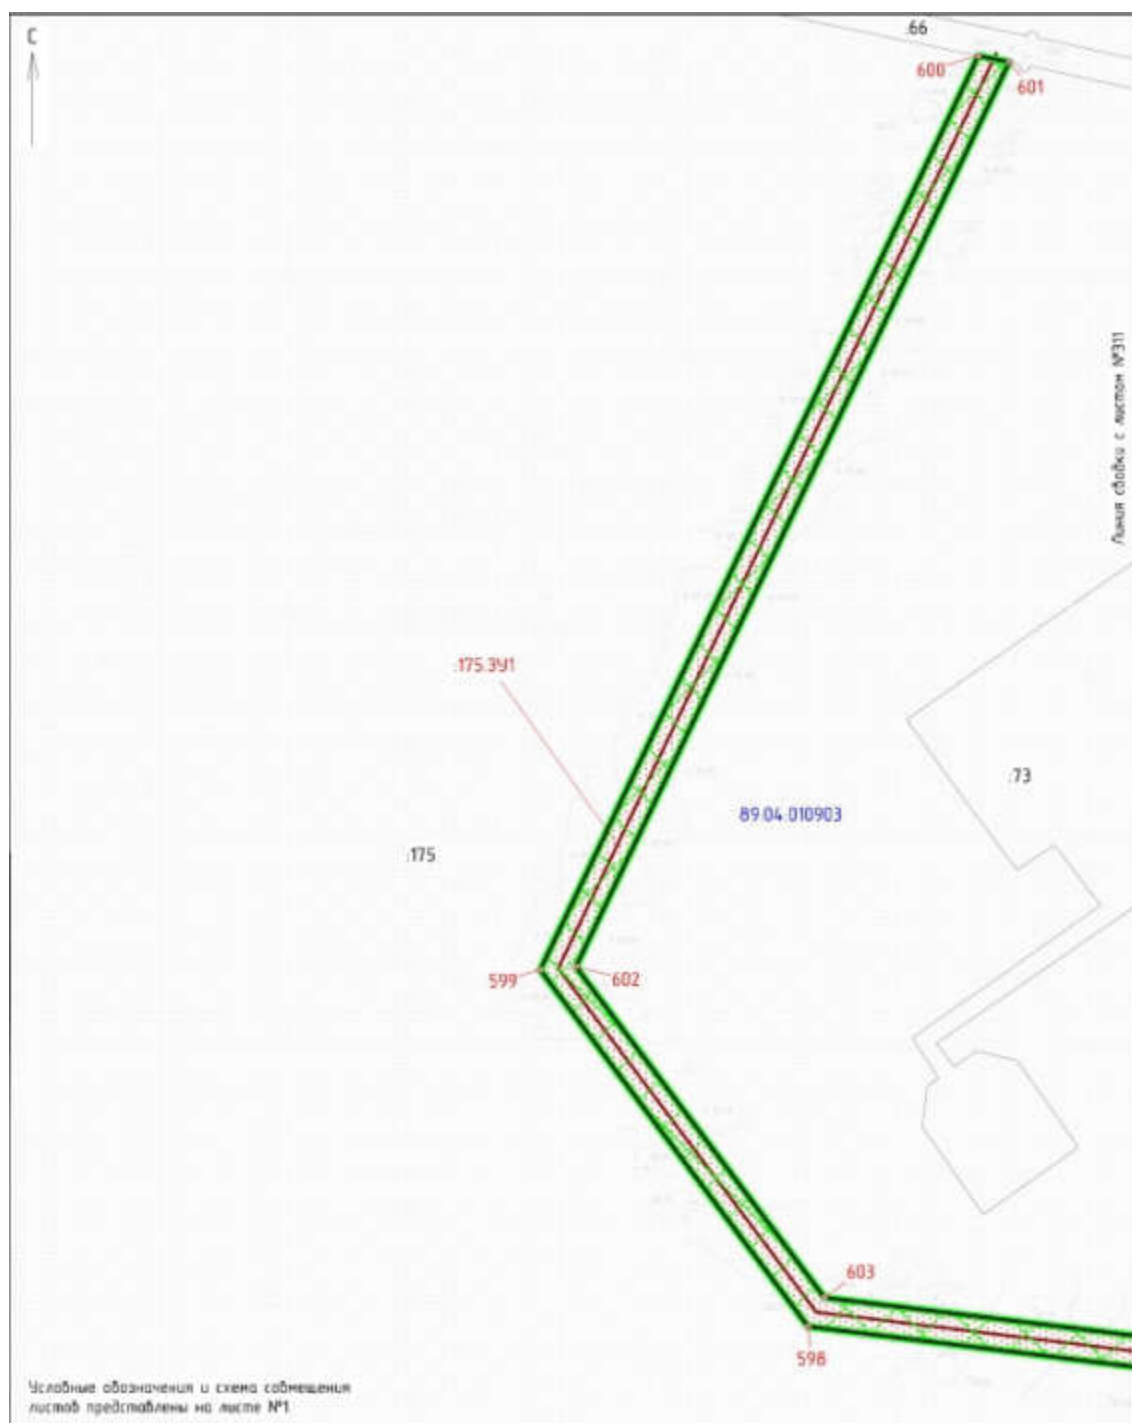 С
:66
600
601
Линия сводки с листом №311
:175.ЗУ1
:73
89:04:010903
:175
599
602
603
598
Условные обозначения и схема совмещения
листов представлены на листе №1